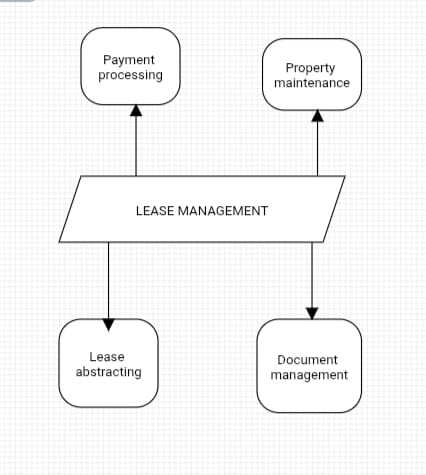 Payment
processing
Property
maintenance
LEASE MANAGEMENT
Lease
abstracting
Document
management